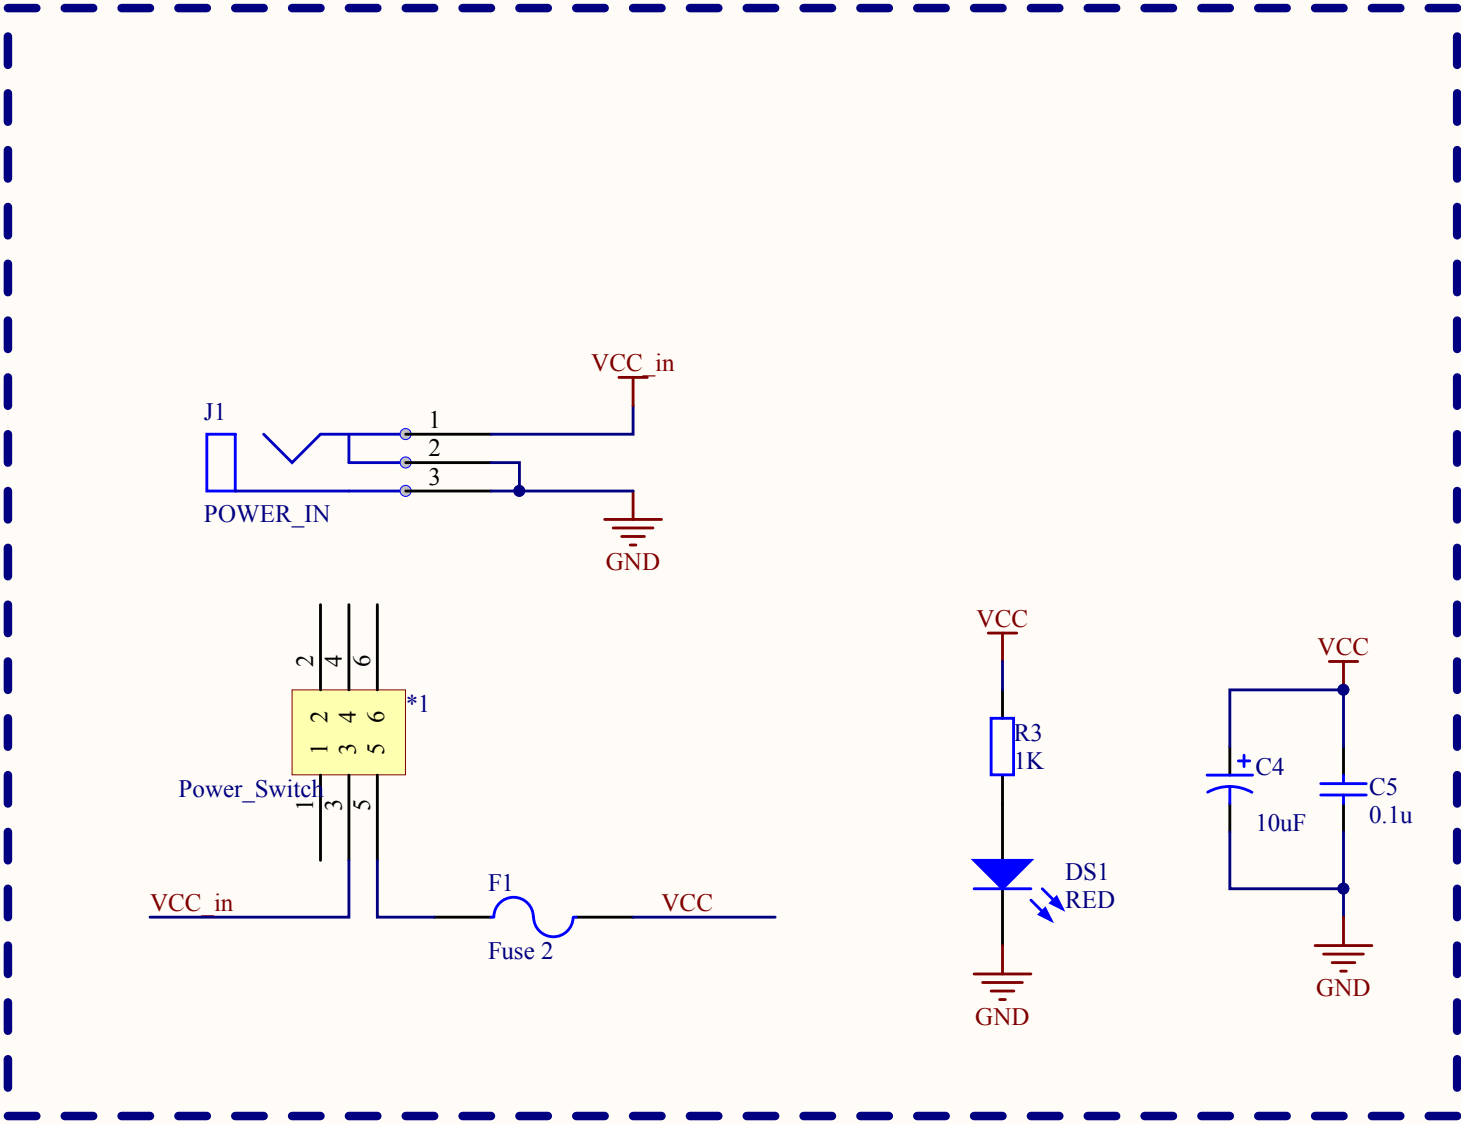 VCC_in
J1
1
2
3
POWER_IN
GND
2
4
6
*1
2
4
6
1
3
5
Power_Switch
1
3
5
VCC_in
F1
Fuse 2
VCC
VCC
R3
1K
DS1
RED
GND
VCC
C4
10uF
C5
0.1u
GND